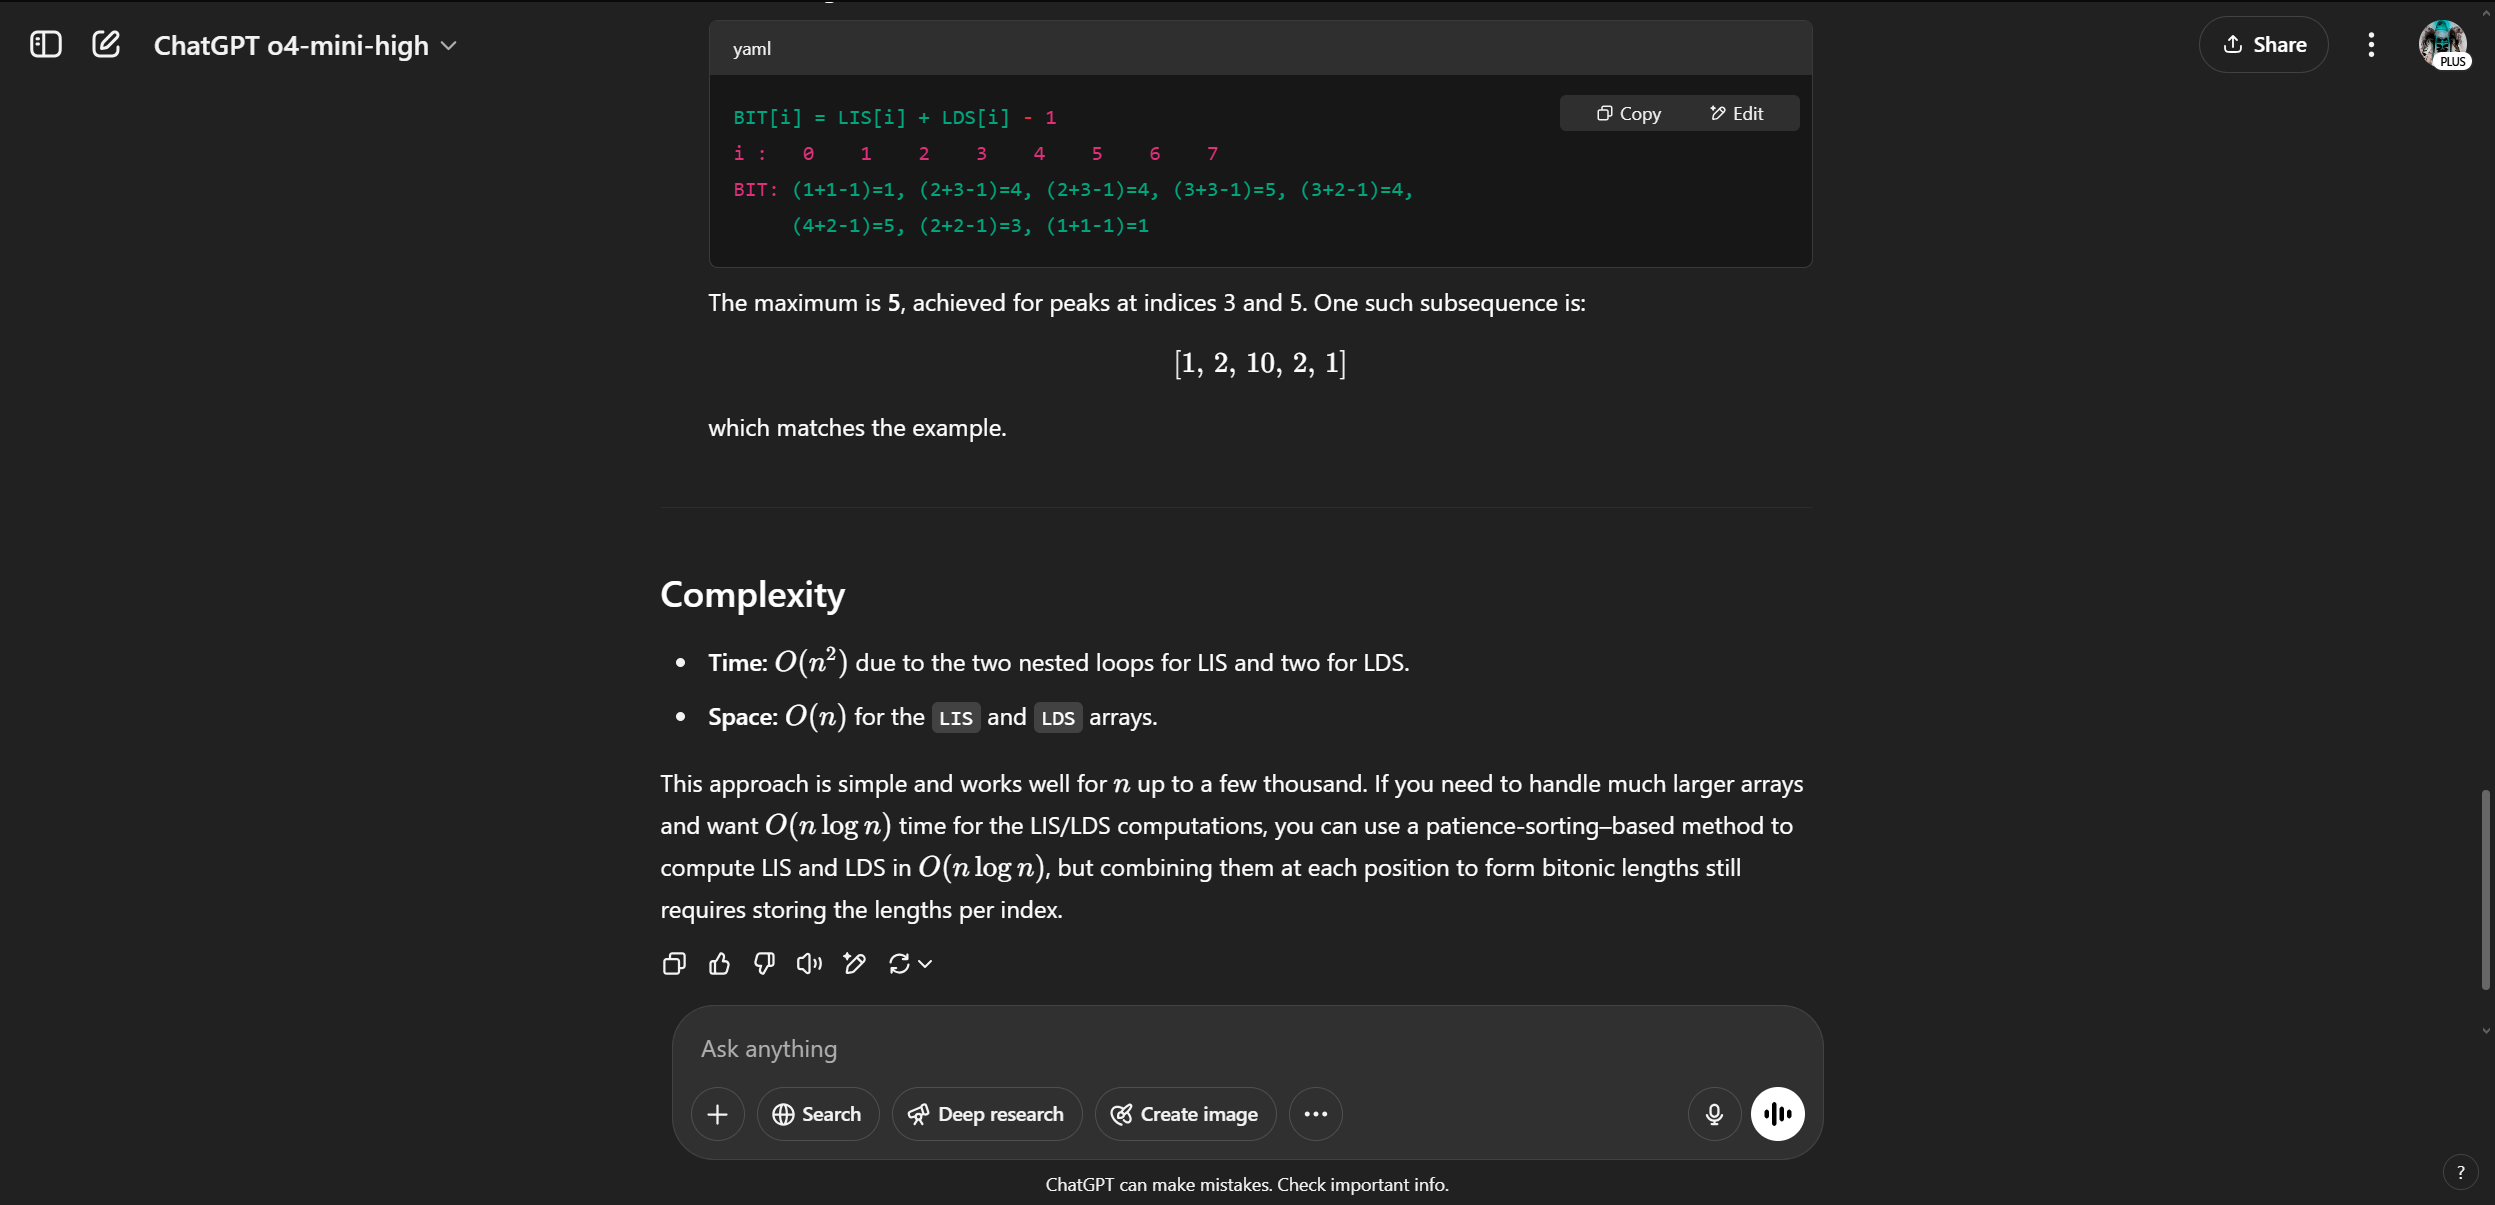 ChatGPT o4-mini-high
Share
PLUS
yaml
Copy
Edit
BIT[i] = LIS[i] + LDS[i] - 1
i :   0    1    2    3    4    5    6    7
BIT: (1+1-1)=1, (2+3-1)=4, (2+3-1)=4, (3+3-1)=5, (3+2-1)=4,
     (4+2-1)=5, (2+2-1)=3, (1+1-1)=1
The maximum is 5, achieved for peaks at indices 3 and 5. One such subsequence is:
[1, 2, 10, 2, 1]
which matches the example.
Complexity
• Time: O(n²) due to the two nested loops for LIS and two for LDS.
• Space: O(n) for the LIS and LDS arrays.
This approach is simple and works well for n up to a few thousand. If you need to handle much larger arrays
and want O(n log n) time for the LIS/LDS computations, you can use a patience-sorting–based method to
compute LIS and LDS in O(n log n), but combining them at each position to form bitonic lengths still
requires storing the lengths per index.
Ask anything
Search
Deep research
Create image
ChatGPT can make mistakes. Check important info.
?